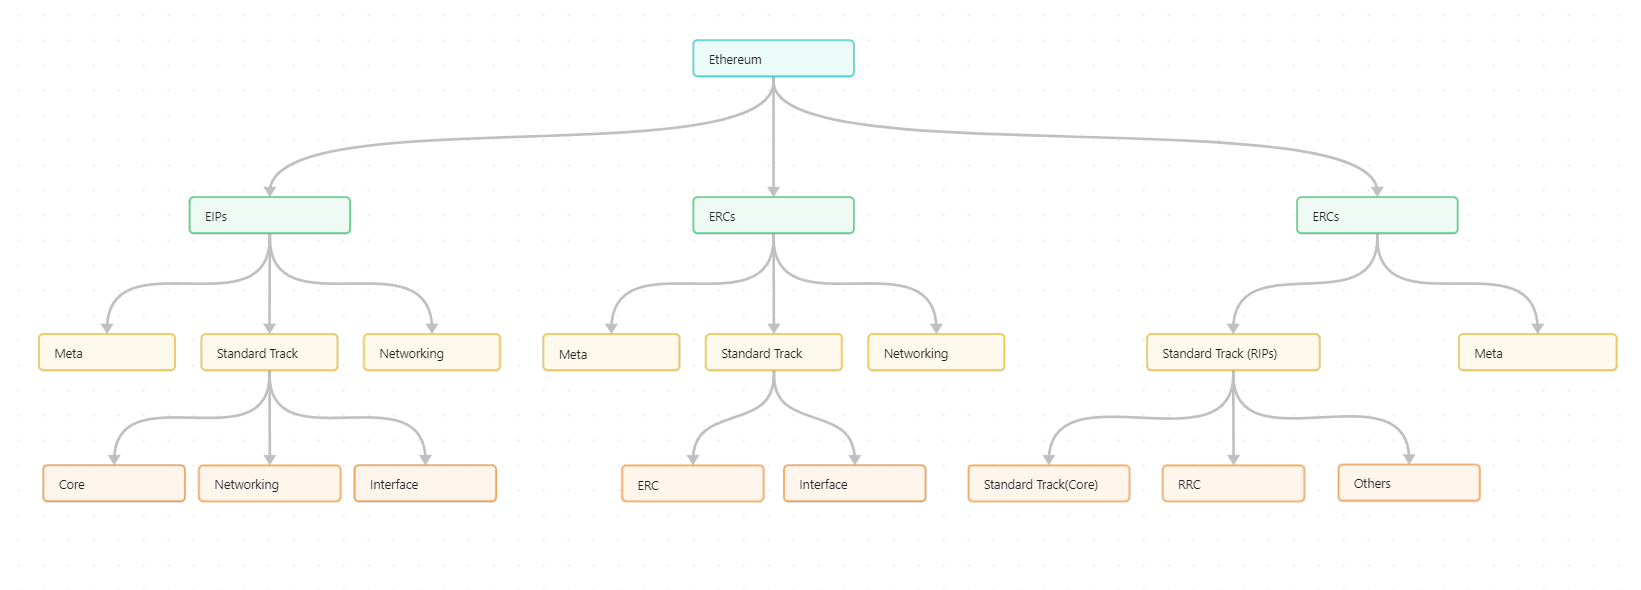 Ethereum
EIPs
ERCs
ERCs
Meta
Standard Track
Networking
Meta
Standard Track
Networking
Standard Track (RIPs)
Meta
Core
Networking
Interface
ERC
Interface
Standard Track(Core)
RRC
Others